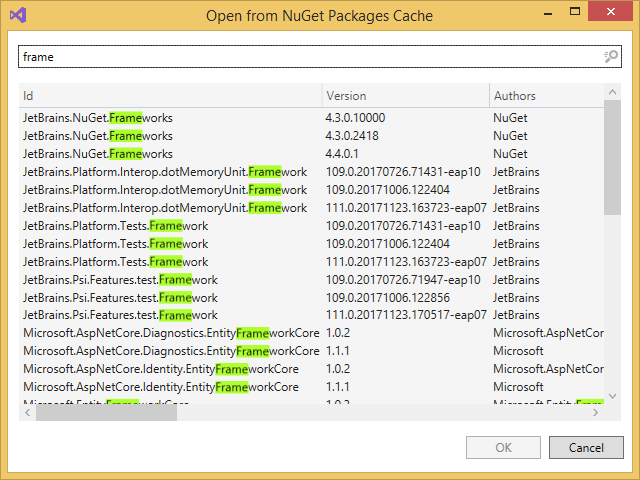 Open from NuGet Packages Cache
frame
Id Version Authors
JetBrains.NuGet.Frameworks 4.3.0.10000 NuGet
JetBrains.NuGet.Frameworks 4.3.0.2418 NuGet
JetBrains.NuGet.Frameworks 4.4.0.1 NuGet
JetBrains.Platform.Interop.dotMemoryUnit.Framework 109.0.20170726.71431-eap10 JetBrains
JetBrains.Platform.Interop.dotMemoryUnit.Framework 109.0.20171006.122404 JetBrains
JetBrains.Platform.Interop.dotMemoryUnit.Framework 111.0.20171123.163723-eap07 JetBrains
JetBrains.Platform.Tests.Framework 109.0.20170726.71431-eap10 JetBrains
JetBrains.Platform.Tests.Framework 109.0.20171006.122404 JetBrains
JetBrains.Platform.Tests.Framework 111.0.20171123.163723-eap07 JetBrains
JetBrains.Psi.Features.test.Framework 109.0.20170726.71947-eap10 JetBrains
JetBrains.Psi.Features.test.Framework 109.0.20171006.122856 JetBrains
JetBrains.Psi.Features.test.Framework 111.0.20171123.170517-eap07 JetBrains
Microsoft.AspNetCore.Diagnostics.EntityFrameworkCore 1.0.2 Microsoft.AspNetCor
Microsoft.AspNetCore.Diagnostics.EntityFrameworkCore 1.1.1 Microsoft
Microsoft.AspNetCore.Identity.EntityFrameworkCore 1.0.2 Microsoft.AspNetCor
Microsoft.AspNetCore.Identity.EntityFrameworkCore 1.1.1 Microsoft
Microsoft.EntityFrameworkCore 1.0.2 Microsoft.EntityFrame
OK Cancel